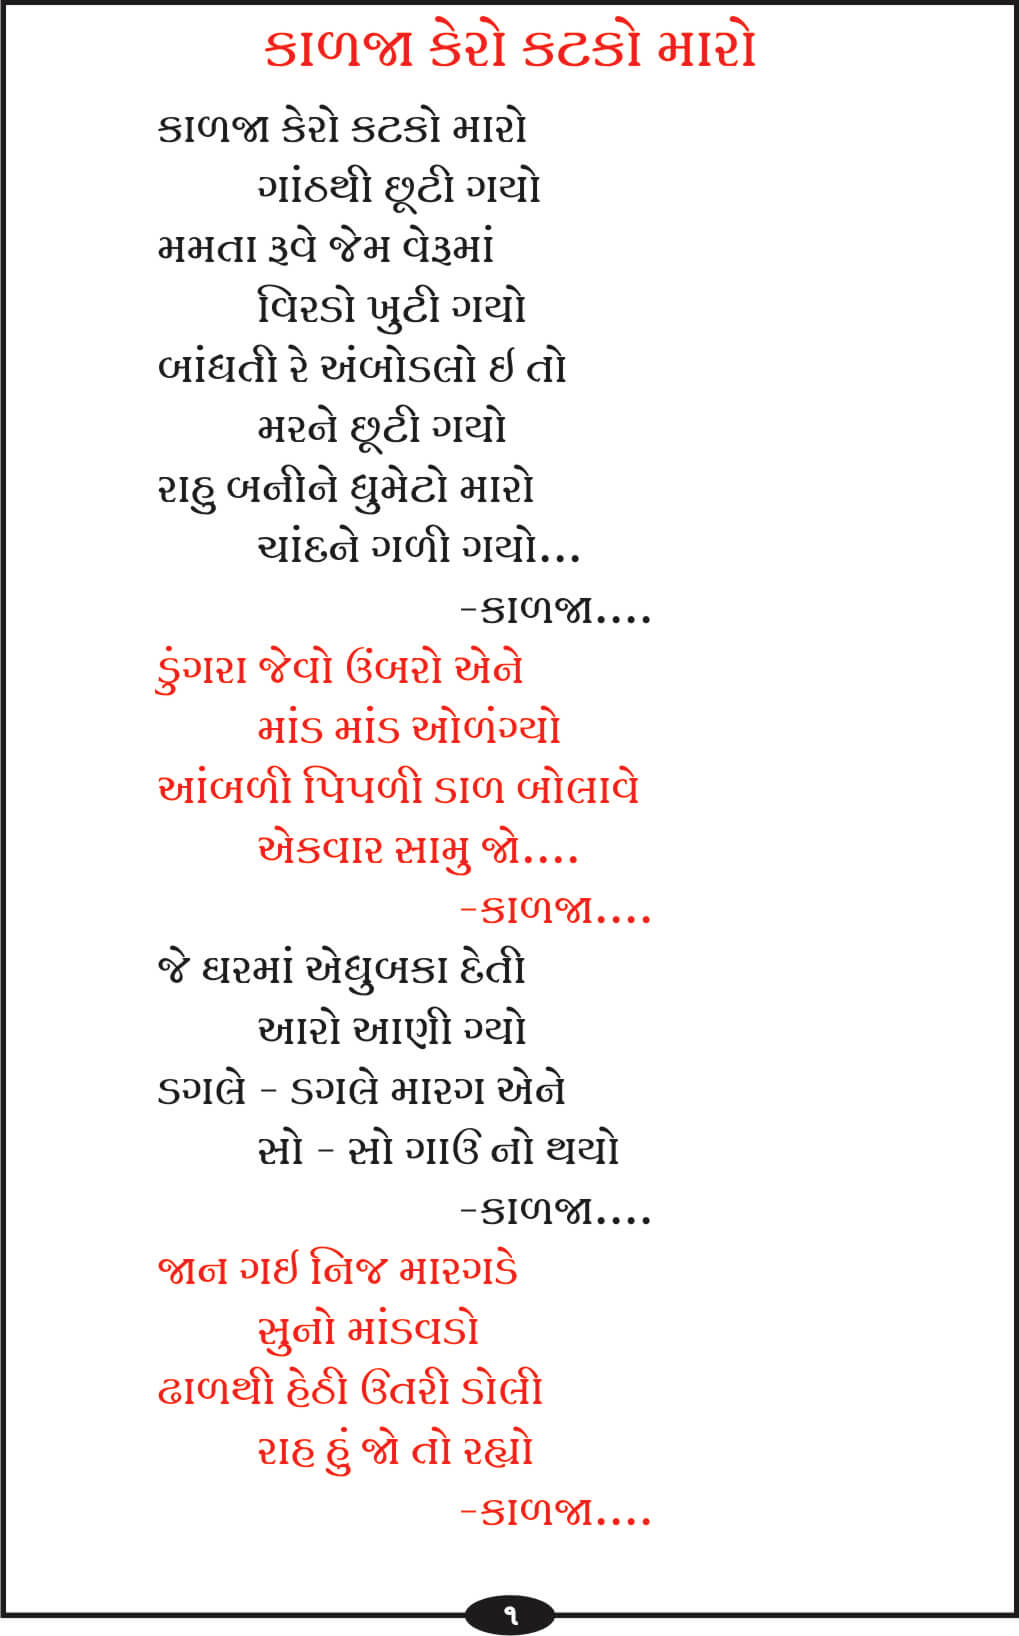 કાળજા કેરો કટકો મારો
કાળજા કેરો કટકો મારો
ગાંઠથી છૂટી ગયો
મમતા રૂવે જેમ વેરૂમાં
વિરડો ખુટી ગયો
બાંધતી રે અંબોડલો ઇ તો
મરને છૂટી ગયો
રાહુ બનીને ઘુમેટો મારો
ચાંદને ગળી ગયો...
-કાળજા....
ડુંગરા જેવો ઉંબરો એને
માંડ માંડ ઓળંગ્યો
આંબળી પિપળી ડાળ બોલાવે
એકવાર સામુ જો....
-કાળજા....
જે ઘરમાં એધુબકા દેતી
આરો આણી ગ્યો
ડગલે - ડગલે મારગ એને
સો - સો ગાઉ નો થયો
-કાળજા....
જાન ગઇ નિજ મારગડે
સુનો માંડવડો
ઢાળથી હેઠી ઉતરી ડોલી
રાહ હું જો તો રહ્યો
-કાળજા....
૧